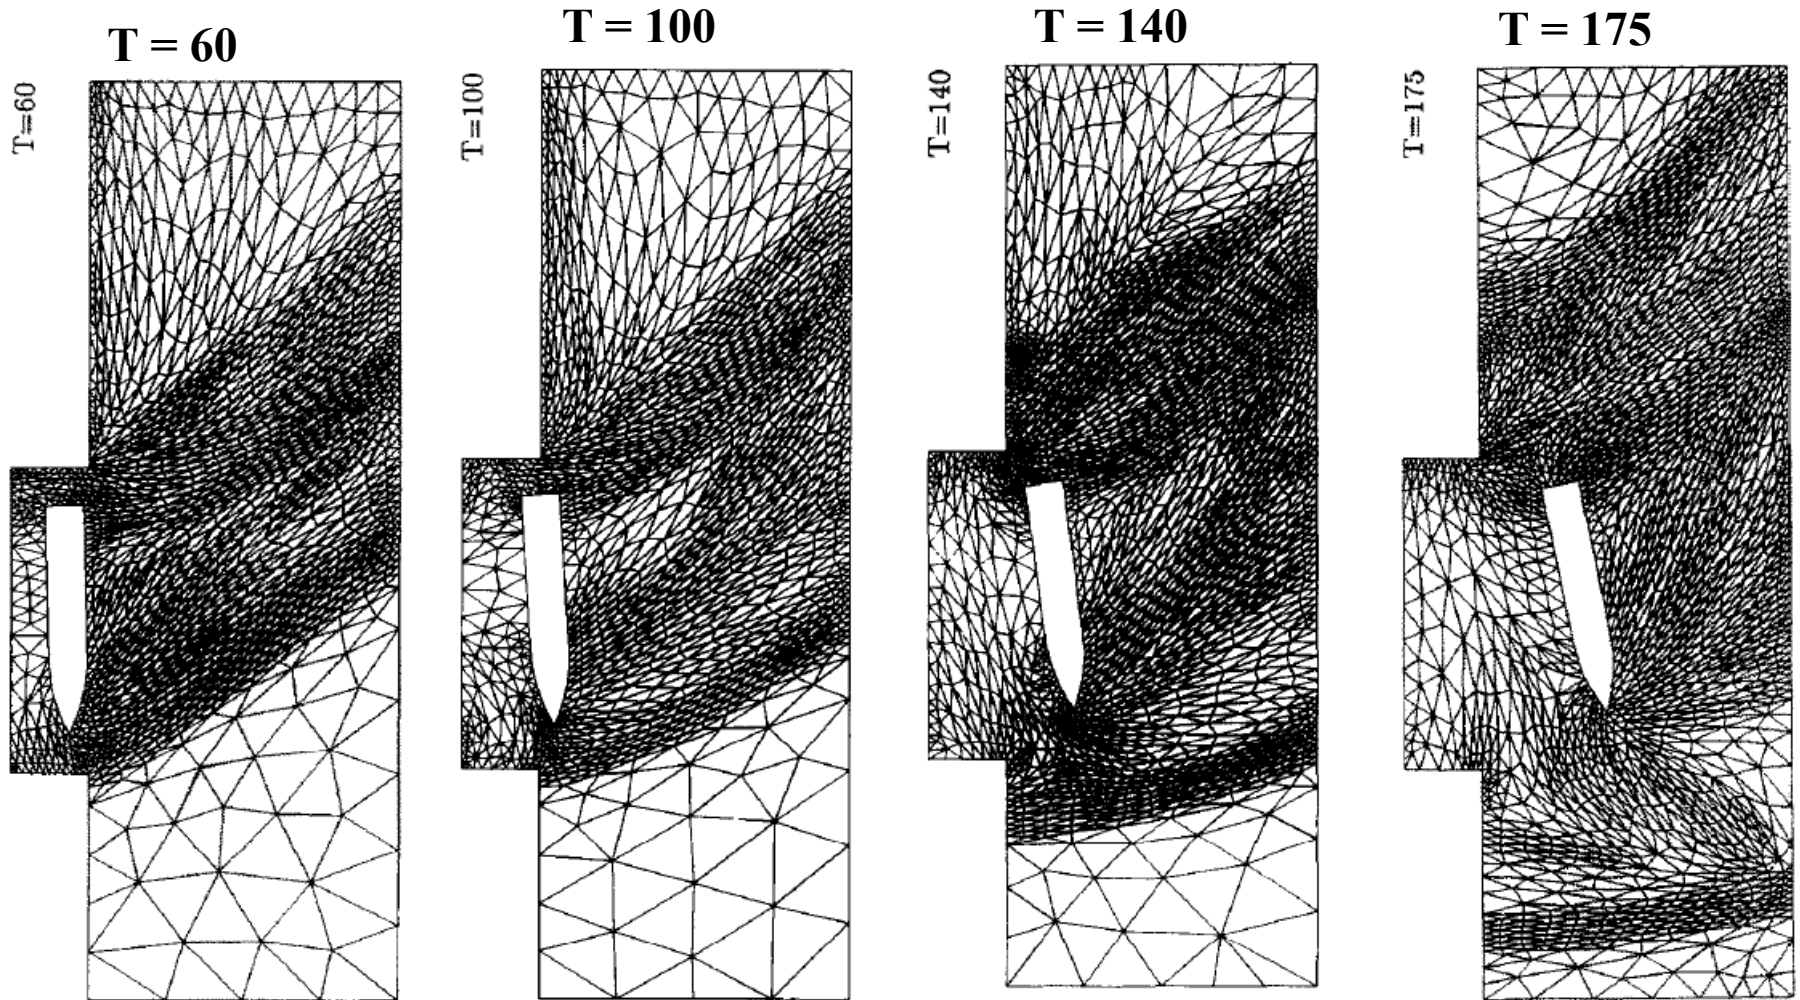 T = 60
T = 100
T = 140
T = 175
T=60
T=100
T=140
T=175